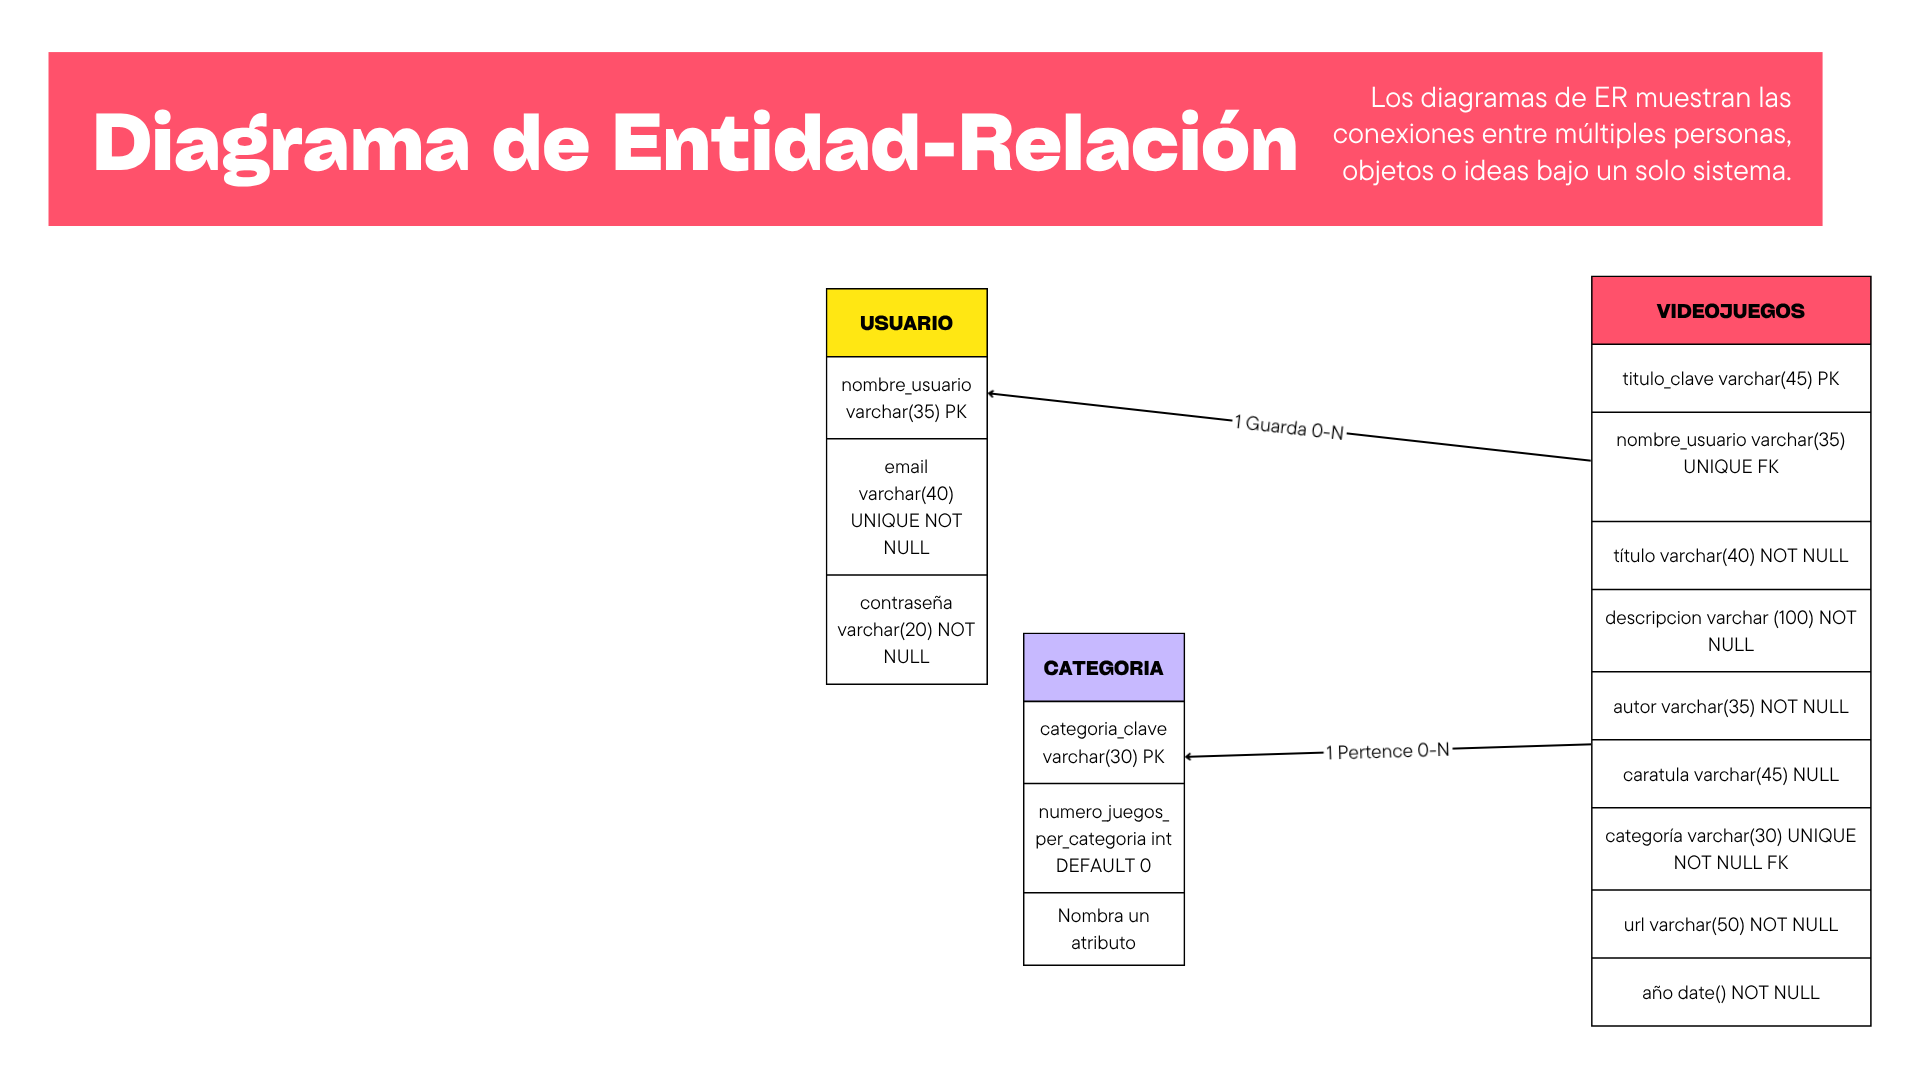 Diagrama de Entidad-Relación
Los diagramas de ER muestran las
conexiones entre múltiples personas,
objetos o ideas bajo un solo sistema.
USUARIO
nombre_usuario
varchar(35) PK
email
varchar(40)
UNIQUE NOT
NULL
contraseña
varchar(20) NOT
NULL
1 Guarda 0-N
CATEGORIA
categoria_clave
varchar(30) PK
numero_juegos_
per_categoria int
DEFAULT 0
Nombra un
atributo
1 Pertence 0-N
VIDEOJUEGOS
titulo_clave varchar(45) PK
nombre_usuario varchar(35)
UNIQUE FK
título varchar(40) NOT NULL
descripcion varchar (100) NOT
NULL
autor varchar(35) NOT NULL
caratula varchar(45) NULL
categoría varchar(30) UNIQUE
NOT NULL FK
url varchar(50) NOT NULL
año date() NOT NULL